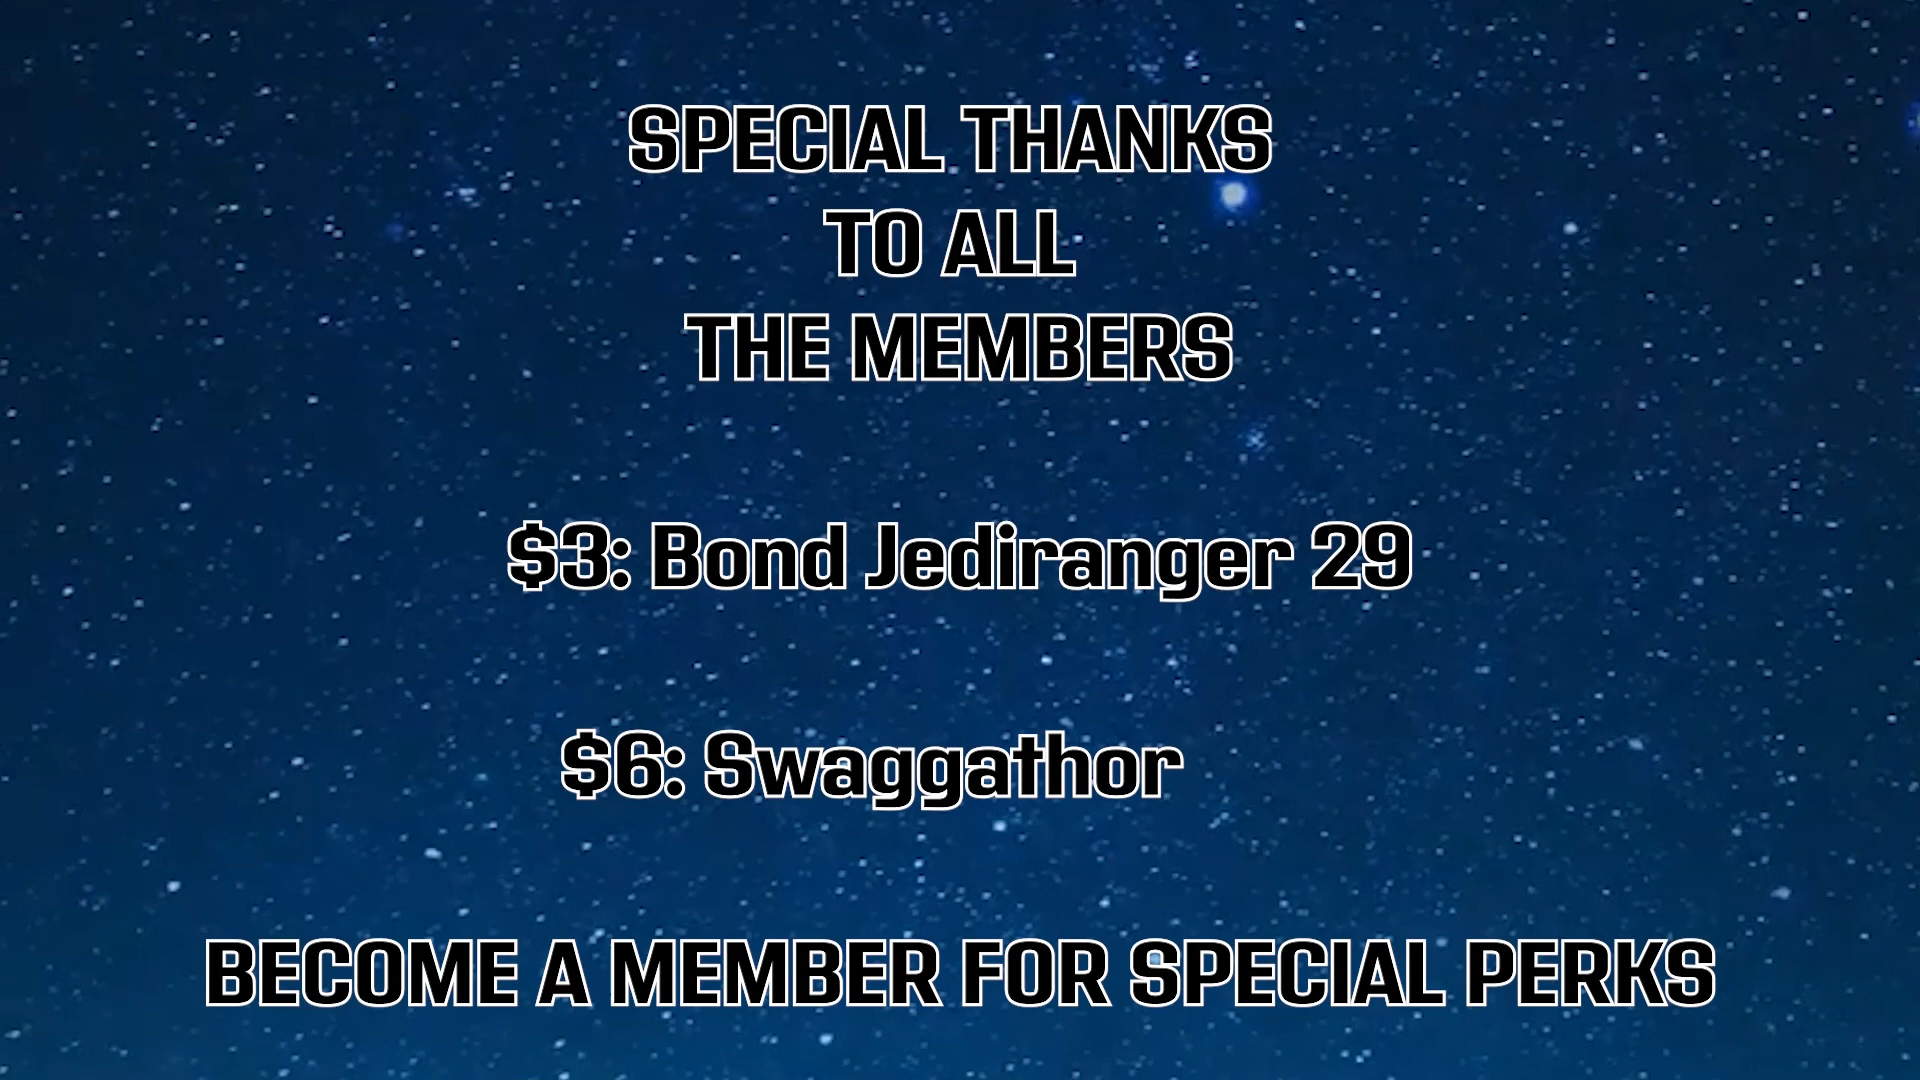 SPECIAL THANKS
TO ALL
THE MEMBERS
$3: Bond Jediranger 29
$6: Swaggathor
BECOME A MEMBER FOR SPECIAL PERKS